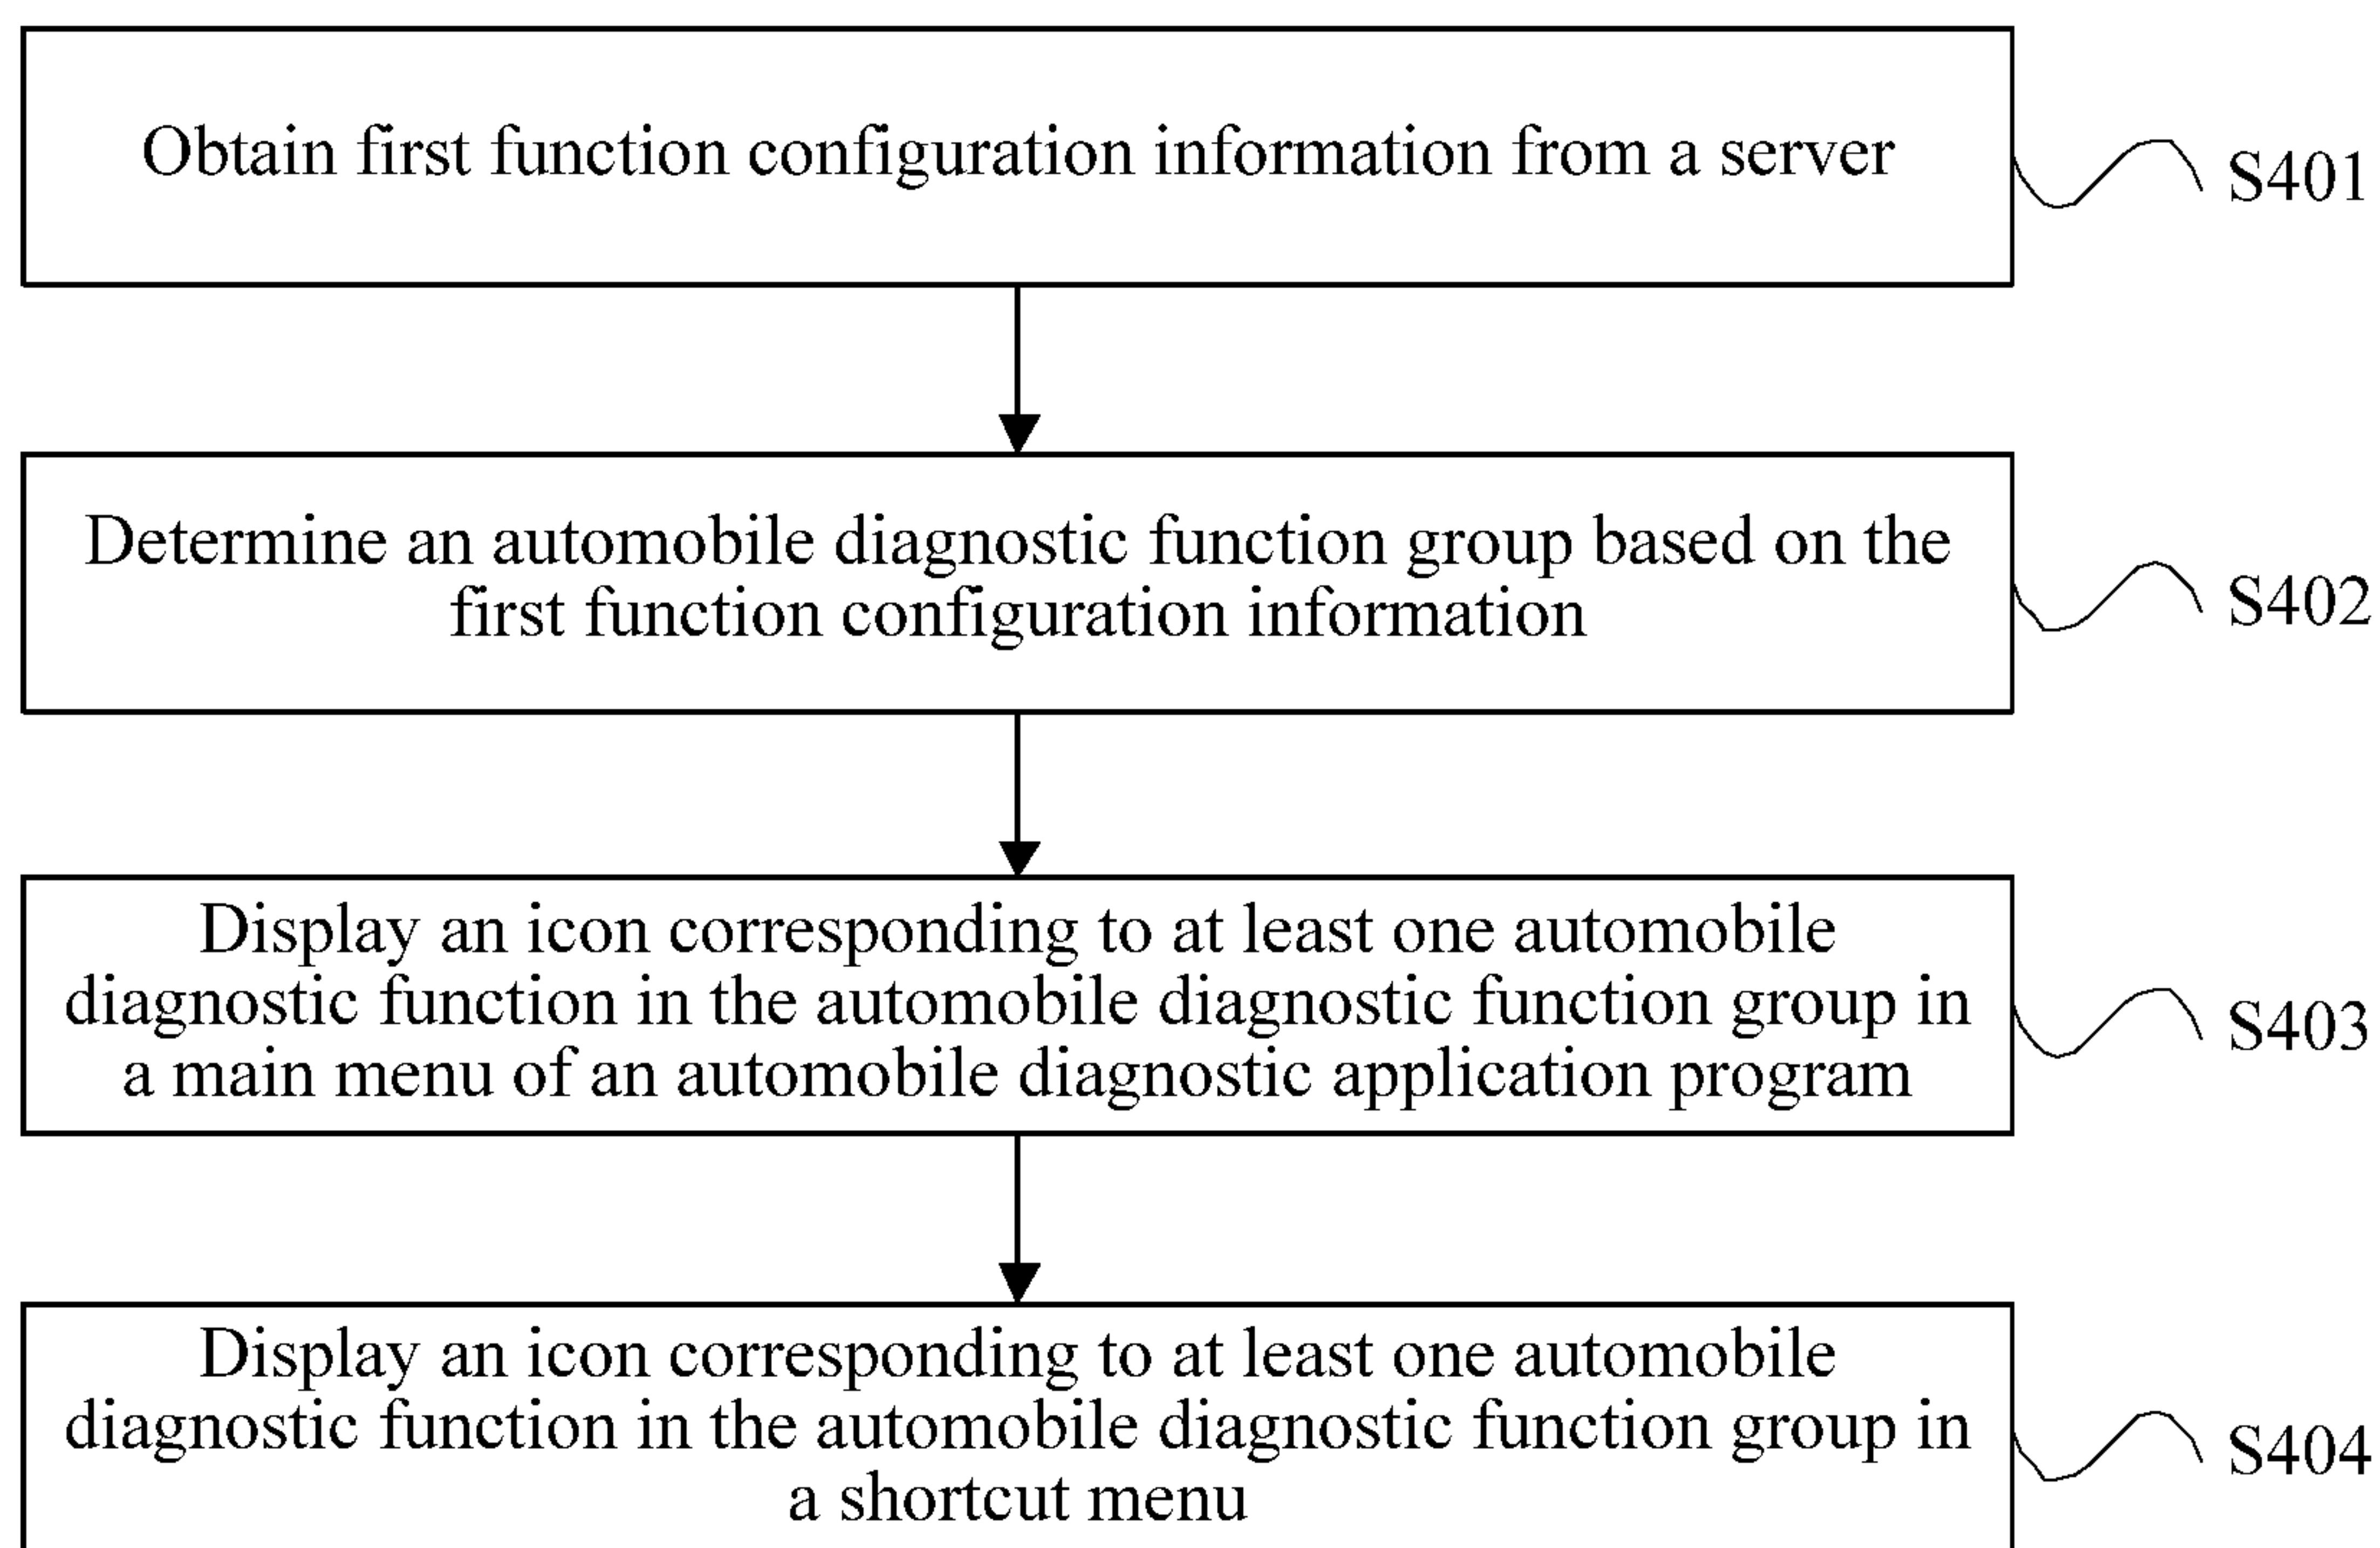 Obtain first function configuration information from a server
S401
Determine an automobile diagnostic function group based on the
first function configuration information
S402
Display an icon corresponding to at least one automobile
diagnostic function in the automobile diagnostic function group in
a main menu of an automobile diagnostic application program
S403
Display an icon corresponding to at least one automobile
diagnostic function in the automobile diagnostic function group in
a shortcut menu
S404